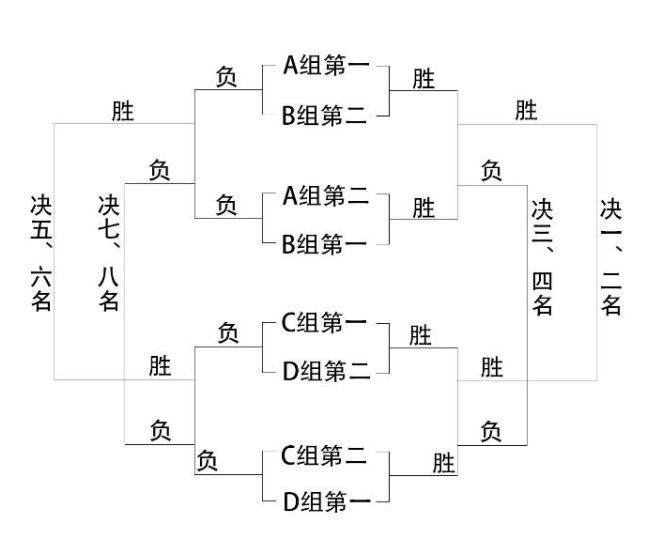 A组第一
负
胜
B组第二
胜
胜
负
负
A组第二
负
胜
B组第一
决五、六名
决七、八名
决三、四名
决一、二名
C组第一
负
胜
D组第二
胜
胜
负
负
C组第二
负
胜
D组第一